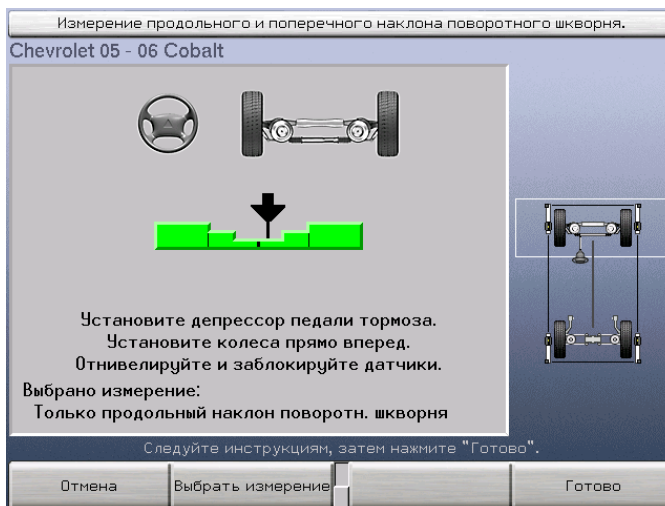 Измерение продольного и поперечного наклона поворотного шкворня.
Chevrolet 05 - 06 Cobalt
Установите депрессор педали тормоза.
Установите колеса прямо вперед.
Отнивелируйте и заблокируйте датчики.
Выбрано измерение:
Только продольный наклон поворотн. шкворня
Следуйте инструкциям, затем нажмите "Готово".
Отмена
Выбрать измерение
Готово